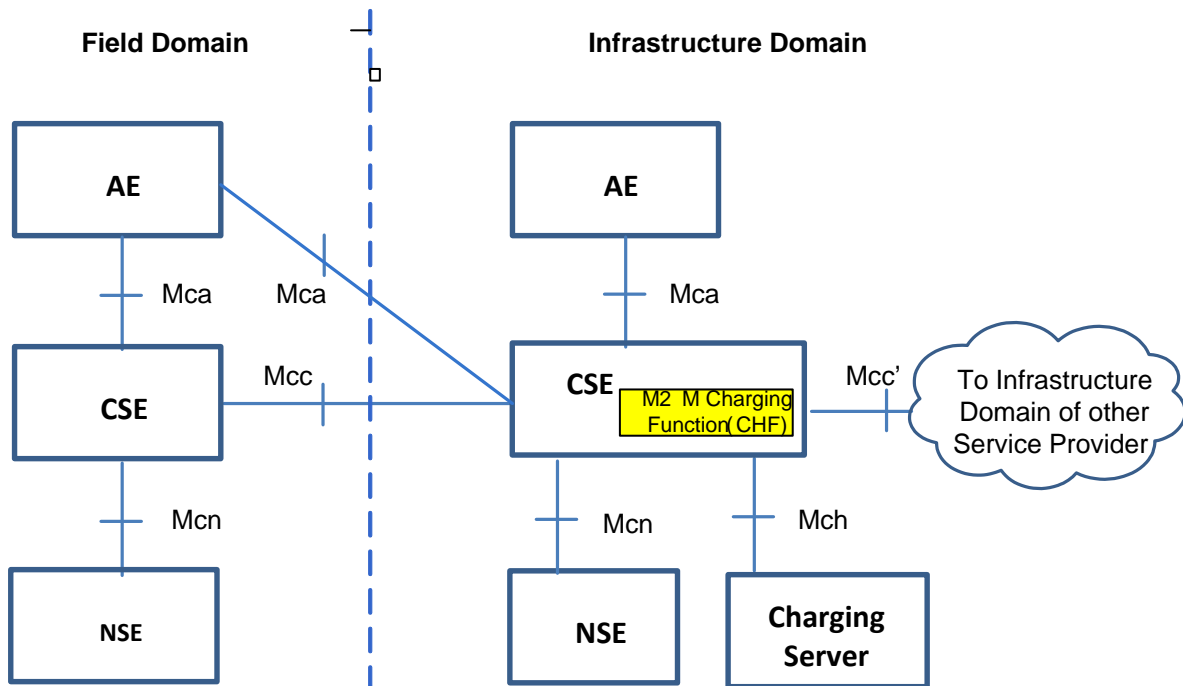 Field Domain
Infrastructure Domain
AE
AE
Mca
Mca
Mca
CSE
Mcc
CSE
M2 M Charging
Function(CHF)
Mcc’
To Infrastructure
Domain of other
Service Provider
Mcn
Mcn
Mch
NSE
NSE
Charging
Server